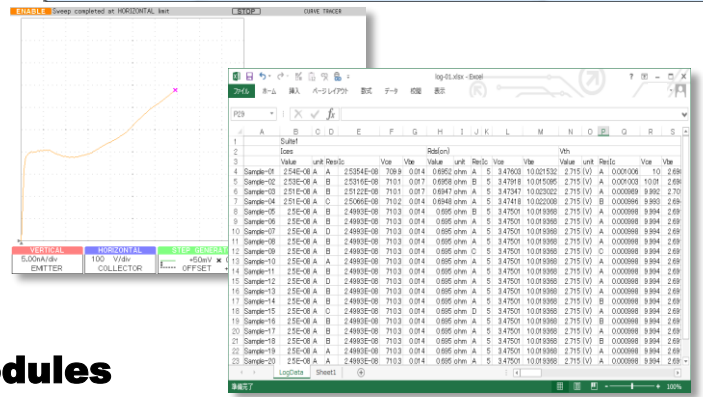 ENABLE Sweep completed at HORIZONTAL limit STOP CURVE TRACER
VERTICAL HORIZONTAL STEP GENERAT
5.00nA/div 100 V/div +50mV
EMITTER COLLECTOR OFFSET
log-01.xlsx - Excel
ファイル ホーム 挿入 ページ レイアウト 数式 データ 校閲 表示
P29 fx
A B C D E F G H I J K L M N O P Q R S
1 Suite1
2 Ices Rds(on) Vth
3 Value unit Res Ic Vce Vbe Value unit Res Ic Vce Vbe Value unit Res Ic Vce Vbe
4 Sample-01 2.54E-08 A A 2.5354E-08 709.9 0.014 0.6952 ohm A 5 3.47603 10.021532 2.715 (V) A 0.001006 10 2.69
5 Sample-02 2.53E-08 A B 2.5316E-08 710.1 0.017 0.6958 ohm B 5 3.47918 10.015095 2.715 (V) A 0.001003 10.01 2.69
6 Sample-03 2.51E-08 A B 2.5122E-08 710.1 0.017 0.6947 ohm A 5 3.47347 10.023022 2.715 (V) A 0.000991 9.992 2.70
7 Sample-04 2.51E-08 A C 2.5066E-08 710.2 0.014 0.6948 ohm A 5 3.47418 10.022008 2.715 (V) B 0.000996 9.993 2.69
8 Sample-05 2.5E-08 A B 2.4993E-08 710.3 0.014 0.695 ohm B 5 3.47501 10.019368 2.715 (V) A 0.000998 9.994 2.69
9 Sample-06 2.5E-08 A B 2.4993E-08 710.3 0.014 0.695 ohm A 5 3.47501 10.019368 2.715 (V) A 0.000998 9.994 2.69
10 Sample-07 2.5E-08 A D 2.4993E-08 710.3 0.014 0.695 ohm A 5 3.47501 10.019368 2.715 (V) A 0.000998 9.994 2.69
11 Sample-08 2.5E-08 A B 2.4993E-08 710.3 0.014 0.695 ohm A 5 3.47501 10.019368 2.715 (V) A 0.000998 9.994 2.69
12 Sample-09 2.5E-08 A B 2.4993E-08 710.3 0.014 0.695 ohm C 5 3.47501 10.019368 2.715 (V) C 0.000998 9.994 2.69
13 Sample-10 2.5E-08 A A 2.4993E-08 710.3 0.014 0.695 ohm A 5 3.47501 10.019368 2.715 (V) A 0.000998 9.994 2.69
14 Sample-11 2.5E-08 A B 2.4993E-08 710.3 0.014 0.695 ohm A 5 3.47501 10.019368 2.715 (V) A 0.000998 9.994 2.69
15 Sample-12 2.5E-08 A D 2.4993E-08 710.3 0.014 0.695 ohm A 5 3.47501 10.019368 2.715 (V) A 0.000998 9.994 2.69
16 Sample-13 2.5E-08 A B 2.4993E-08 710.3 0.014 0.695 ohm A 5 3.47501 10.019368 2.715 (V) A 0.000998 9.994 2.69
17 Sample-14 2.5E-08 A B 2.4993E-08 710.3 0.014 0.695 ohm A 5 3.47501 10.019368 2.715 (V) B 0.000998 9.994 2.69
18 Sample-15 2.5E-08 A C 2.4993E-08 710.3 0.014 0.695 ohm D 5 3.47501 10.019368 2.715 (V) A 0.000998 9.994 2.69
19 Sample-16 2.5E-08 A B 2.4993E-08 710.3 0.014 0.695 ohm A 5 3.47501 10.019368 2.715 (V) B 0.000998 9.994 2.69
20 Sample-17 2.5E-08 A B 2.4993E-08 710.3 0.014 0.695 ohm A 5 3.47501 10.019368 2.715 (V) B 0.000998 9.994 2.69
21 Sample-18 2.5E-08 A B 2.4993E-08 710.3 0.014 0.695 ohm A 5 3.47501 10.019368 2.715 (V) B 0.000998 9.994 2.69
22 Sample-19 2.5E-08 A A 2.4993E-08 710.3 0.014 0.695 ohm A 5 3.47501 10.019368 2.715 (V) A 0.000998 9.994 2.69
23 Sample-20 2.5E-08 A A 2.4993E-08 710.3 0.014 0.695 ohm A 5 3.47501 10.019368 2.715 (V) A 0.000998 9.994 2.69
LogData Sheet1
準備完了 100%
dules